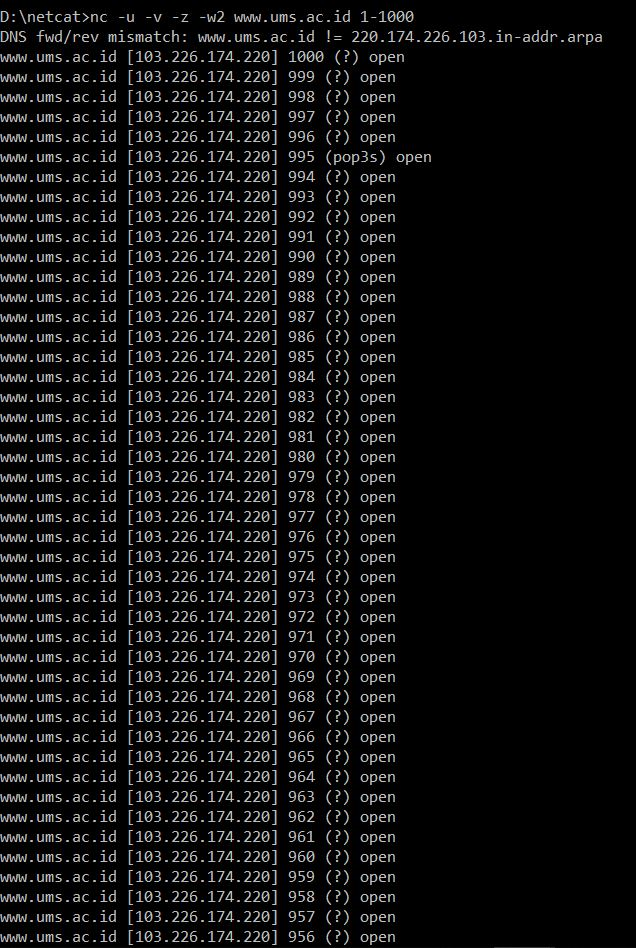 D:\netcat>nc -u -v -z -w2 www.ums.ac.id 1-1000
DNS fwd/rev mismatch: www.ums.ac.id != 220.174.226.103.in-addr.arpa
www.ums.ac.id [103.226.174.220] 1000 (?) open
www.ums.ac.id [103.226.174.220] 999 (?) open
www.ums.ac.id [103.226.174.220] 998 (?) open
www.ums.ac.id [103.226.174.220] 997 (?) open
www.ums.ac.id [103.226.174.220] 996 (?) open
www.ums.ac.id [103.226.174.220] 995 (pop3s) open
www.ums.ac.id [103.226.174.220] 994 (?) open
www.ums.ac.id [103.226.174.220] 993 (?) open
www.ums.ac.id [103.226.174.220] 992 (?) open
www.ums.ac.id [103.226.174.220] 991 (?) open
www.ums.ac.id [103.226.174.220] 990 (?) open
www.ums.ac.id [103.226.174.220] 989 (?) open
www.ums.ac.id [103.226.174.220] 988 (?) open
www.ums.ac.id [103.226.174.220] 987 (?) open
www.ums.ac.id [103.226.174.220] 986 (?) open
www.ums.ac.id [103.226.174.220] 985 (?) open
www.ums.ac.id [103.226.174.220] 984 (?) open
www.ums.ac.id [103.226.174.220] 983 (?) open
www.ums.ac.id [103.226.174.220] 982 (?) open
www.ums.ac.id [103.226.174.220] 981 (?) open
www.ums.ac.id [103.226.174.220] 980 (?) open
www.ums.ac.id [103.226.174.220] 979 (?) open
www.ums.ac.id [103.226.174.220] 978 (?) open
www.ums.ac.id [103.226.174.220] 977 (?) open
www.ums.ac.id [103.226.174.220] 976 (?) open
www.ums.ac.id [103.226.174.220] 975 (?) open
www.ums.ac.id [103.226.174.220] 974 (?) open
www.ums.ac.id [103.226.174.220] 973 (?) open
www.ums.ac.id [103.226.174.220] 972 (?) open
www.ums.ac.id [103.226.174.220] 971 (?) open
www.ums.ac.id [103.226.174.220] 970 (?) open
www.ums.ac.id [103.226.174.220] 969 (?) open
www.ums.ac.id [103.226.174.220] 968 (?) open
www.ums.ac.id [103.226.174.220] 967 (?) open
www.ums.ac.id [103.226.174.220] 966 (?) open
www.ums.ac.id [103.226.174.220] 965 (?) open
www.ums.ac.id [103.226.174.220] 964 (?) open
www.ums.ac.id [103.226.174.220] 963 (?) open
www.ums.ac.id [103.226.174.220] 962 (?) open
www.ums.ac.id [103.226.174.220] 961 (?) open
www.ums.ac.id [103.226.174.220] 960 (?) open
www.ums.ac.id [103.226.174.220] 959 (?) open
www.ums.ac.id [103.226.174.220] 958 (?) open
www.ums.ac.id [103.226.174.220] 957 (?) open
www.ums.ac.id [103.226.174.220] 956 (?) open